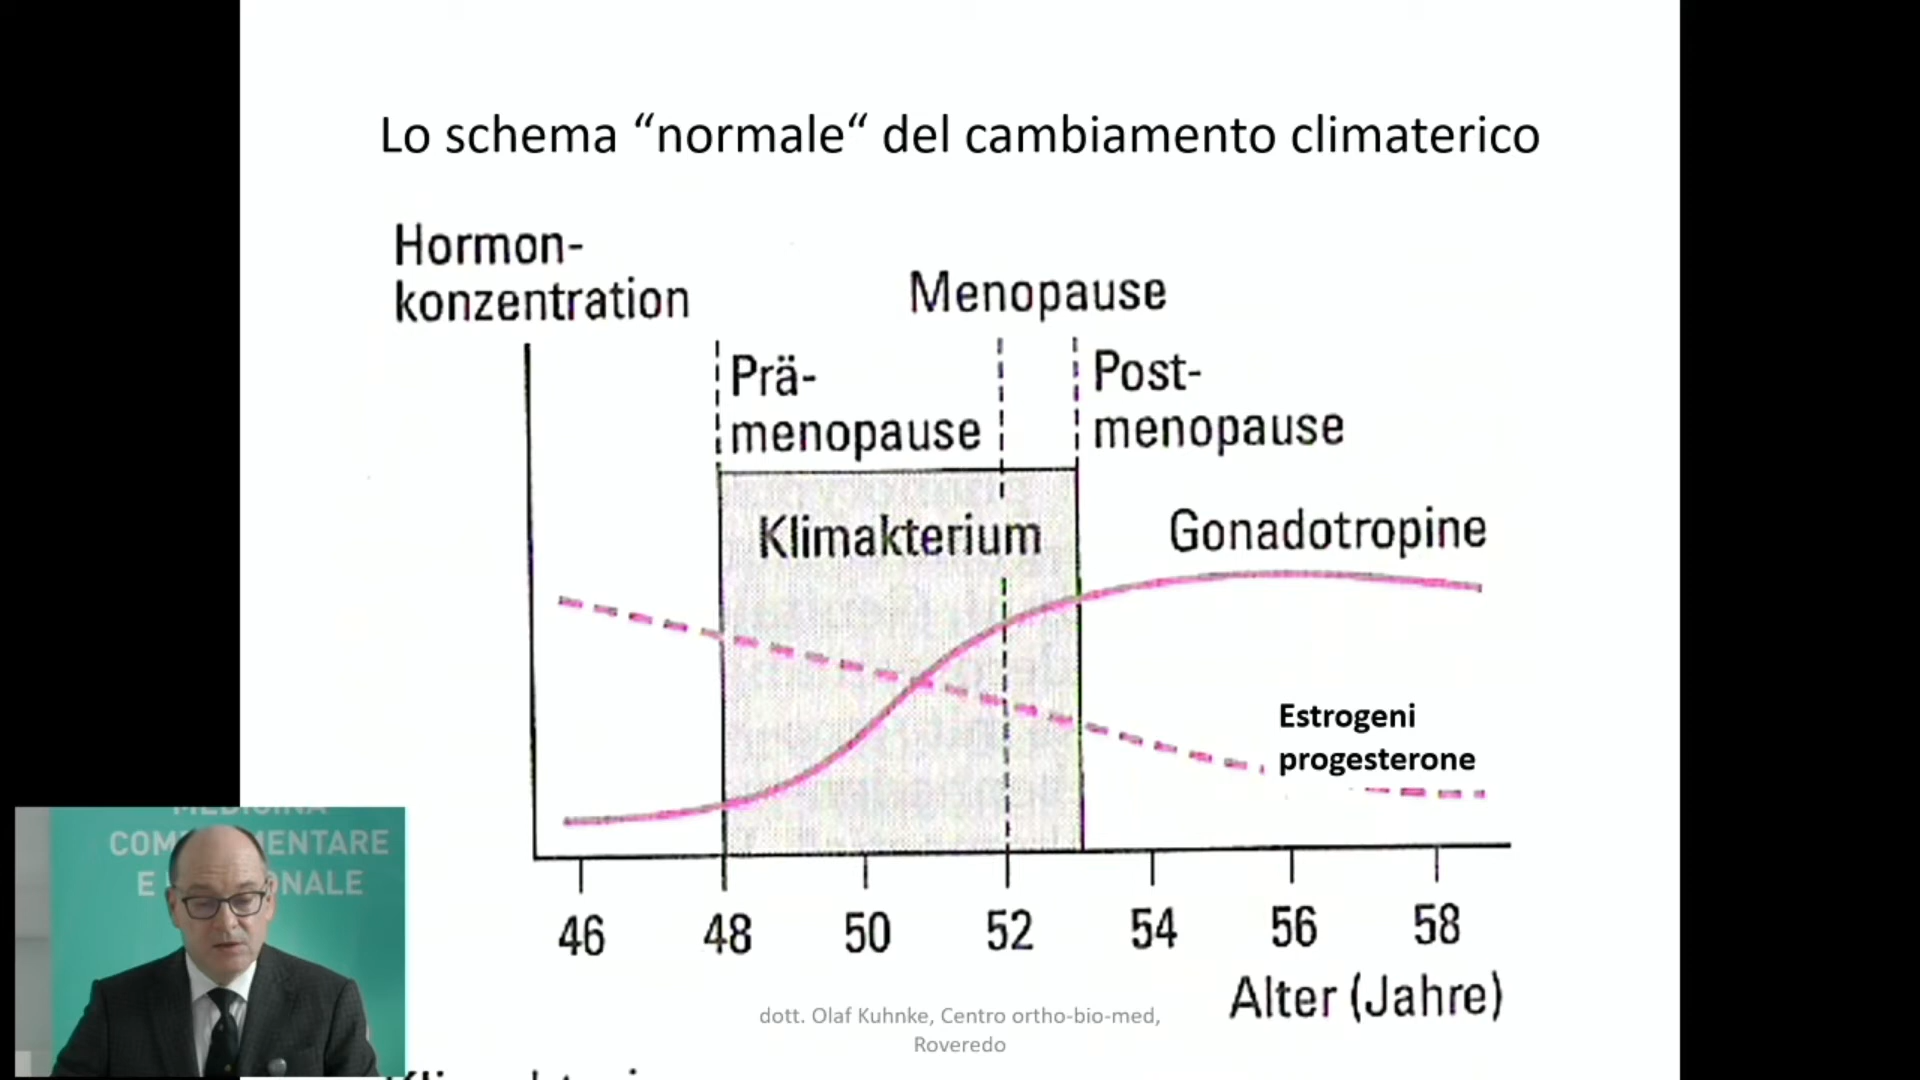 Lo schema “normale“ del cambiamento climaterico
Hormon-
konzentration
Menopause
Prä-
menopause
Post-
menopause
Klimakterium
Gonadotropine
Estrogeni
progesterone
46 48 50 52 54 56 58
Alter (Jahre)
dott. Olaf Kuhnke, Centro ortho-bio-med,
Roveredo
MEDICINA